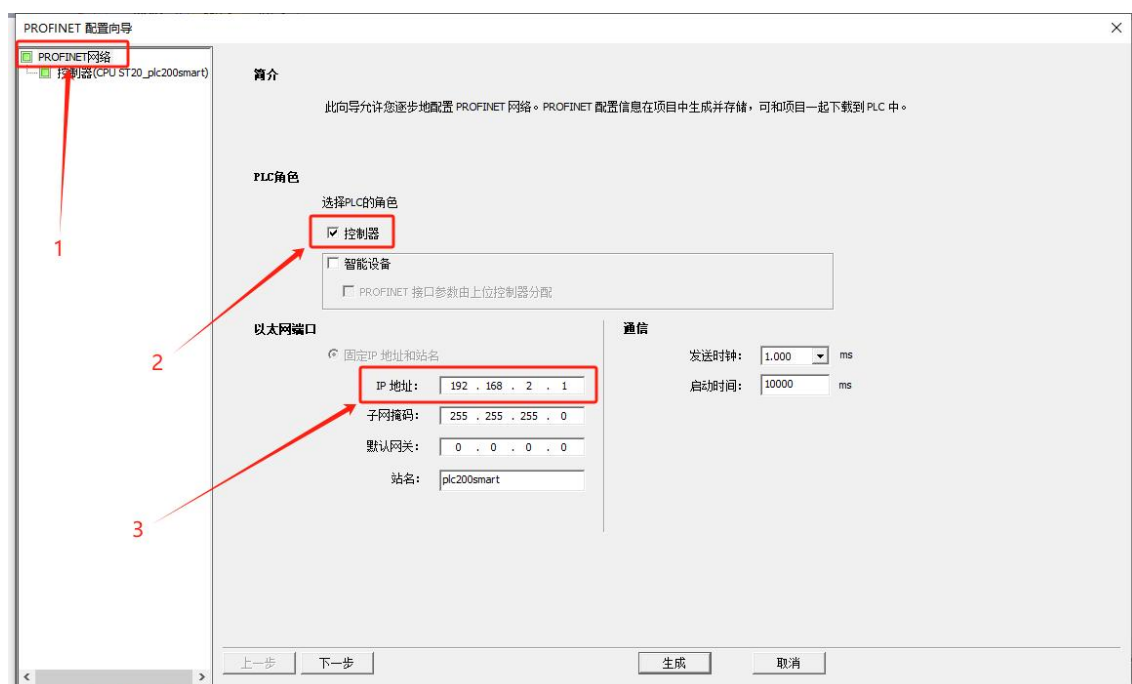 PROFINET 配置向导
PROFINET网络
控制器(CPU ST20_plc200smart)
简介
此向导允许您逐步地配置 PROFINET 网络。PROFINET 配置信息在项目中生成并存储，可和项目一起下载到 PLC 中。
PLC角色
选择PLC的角色
控制器
智能设备
PROFINET 接口参数由上位控制器分配
以太网端口
固定IP 地址和站名
IP 地址： 192 . 168 . 2 . 1
子网掩码： 255 . 255 . 255 . 0
默认网关： 0 . 0 . 0 . 0
站名： plc200smart
通信
发送时钟： 1.000 ms
启动时间： 10000 ms
1
2
3
上一步 下一步 生成 取消